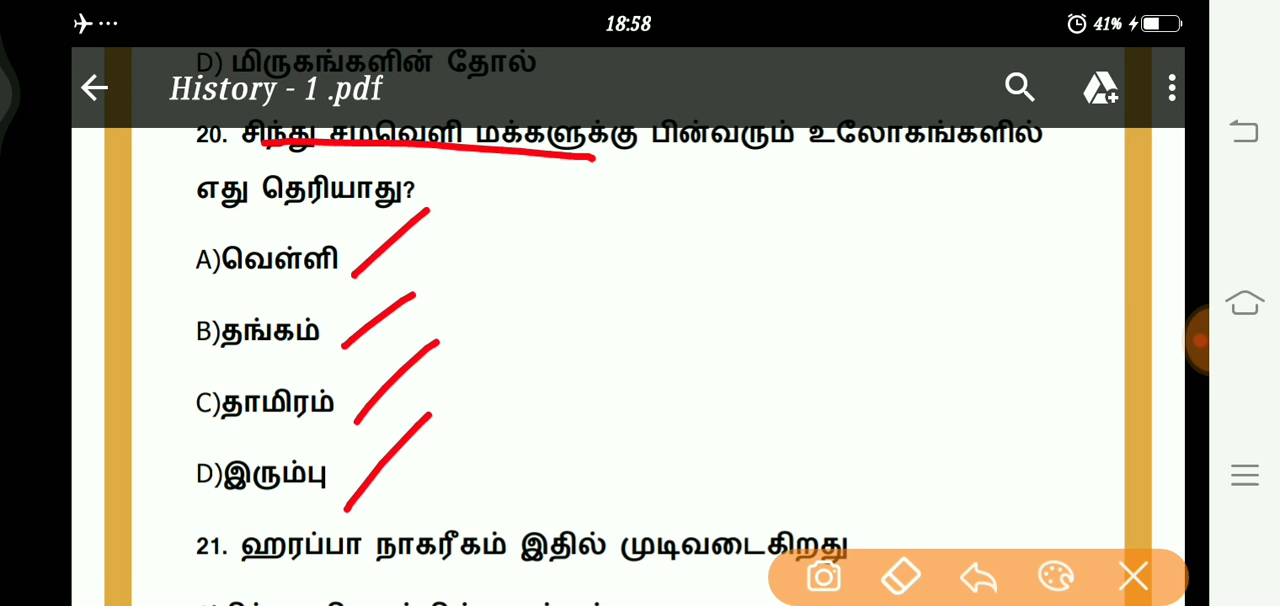 18:58
41%
D) மிருகங்களின் தோல்
History - 1 .pdf
20. சிந்து சமவெளி மக்களுக்கு பின்வரும் உலோகங்களில்
எது தெரியாது?
A)வெள்ளி
B)தங்கம்
C)தாமிரம்
D)இரும்பு
21. ஹரப்பா நாகரீகம் இதில் முடிவடைகிறது